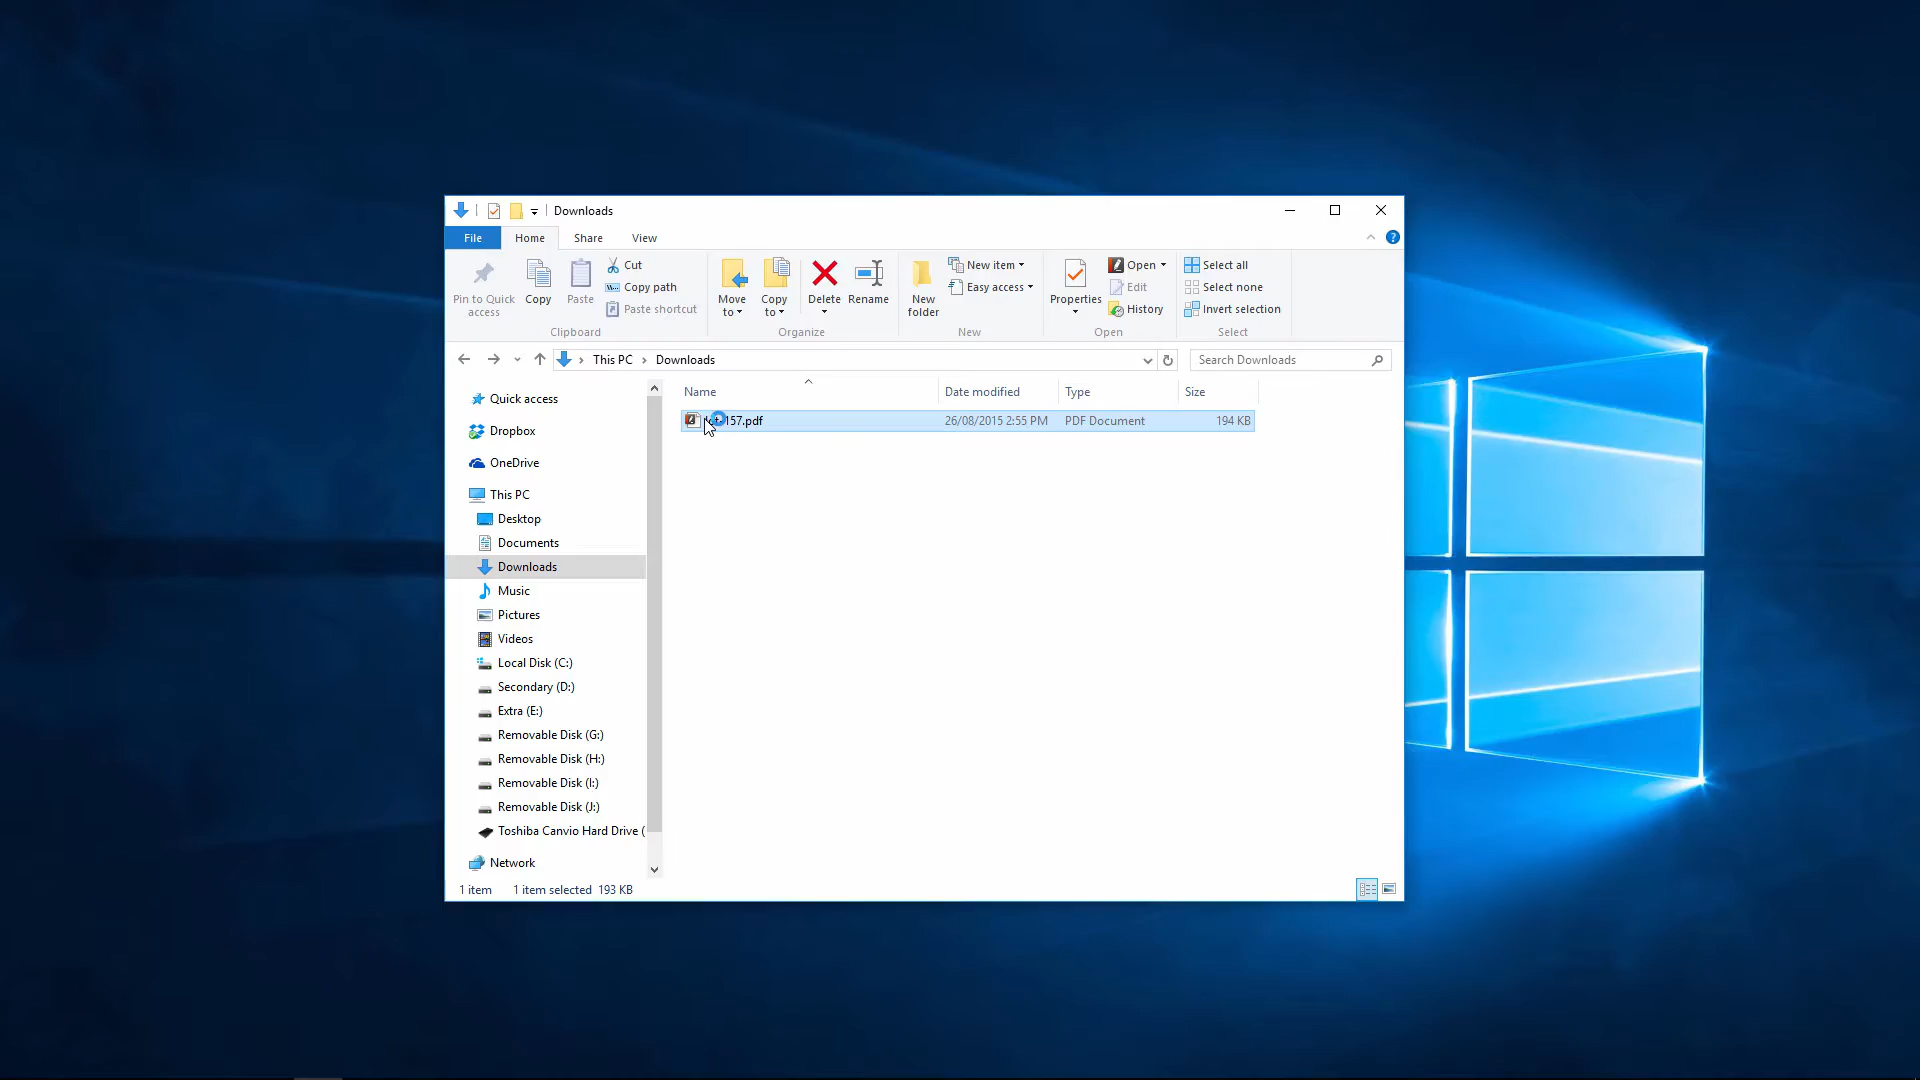 Downloads
File Home Share View
Pin to Quick access
Copy
Paste
Cut
Copy path
Paste shortcut
Clipboard
Move to
Copy to
Delete
Rename
Organize
New folder
New item
Easy access
New
Properties
Open
Edit
History
Open
Select all
Select none
Invert selection
Select
This PC Downloads
Search Downloads
Name Date modified Type Size
157.pdf 26/08/2015 2:55 PM PDF Document 194 KB
Quick access
Dropbox
OneDrive
This PC
Desktop
Documents
Downloads
Music
Pictures
Videos
Local Disk (C:)
Secondary (D:)
Extra (E:)
Removable Disk (G:)
Removable Disk (H:)
Removable Disk (I:)
Removable Disk (J:)
Toshiba Canvio Hard Drive (
Network
1 item 1 item selected 193 KB